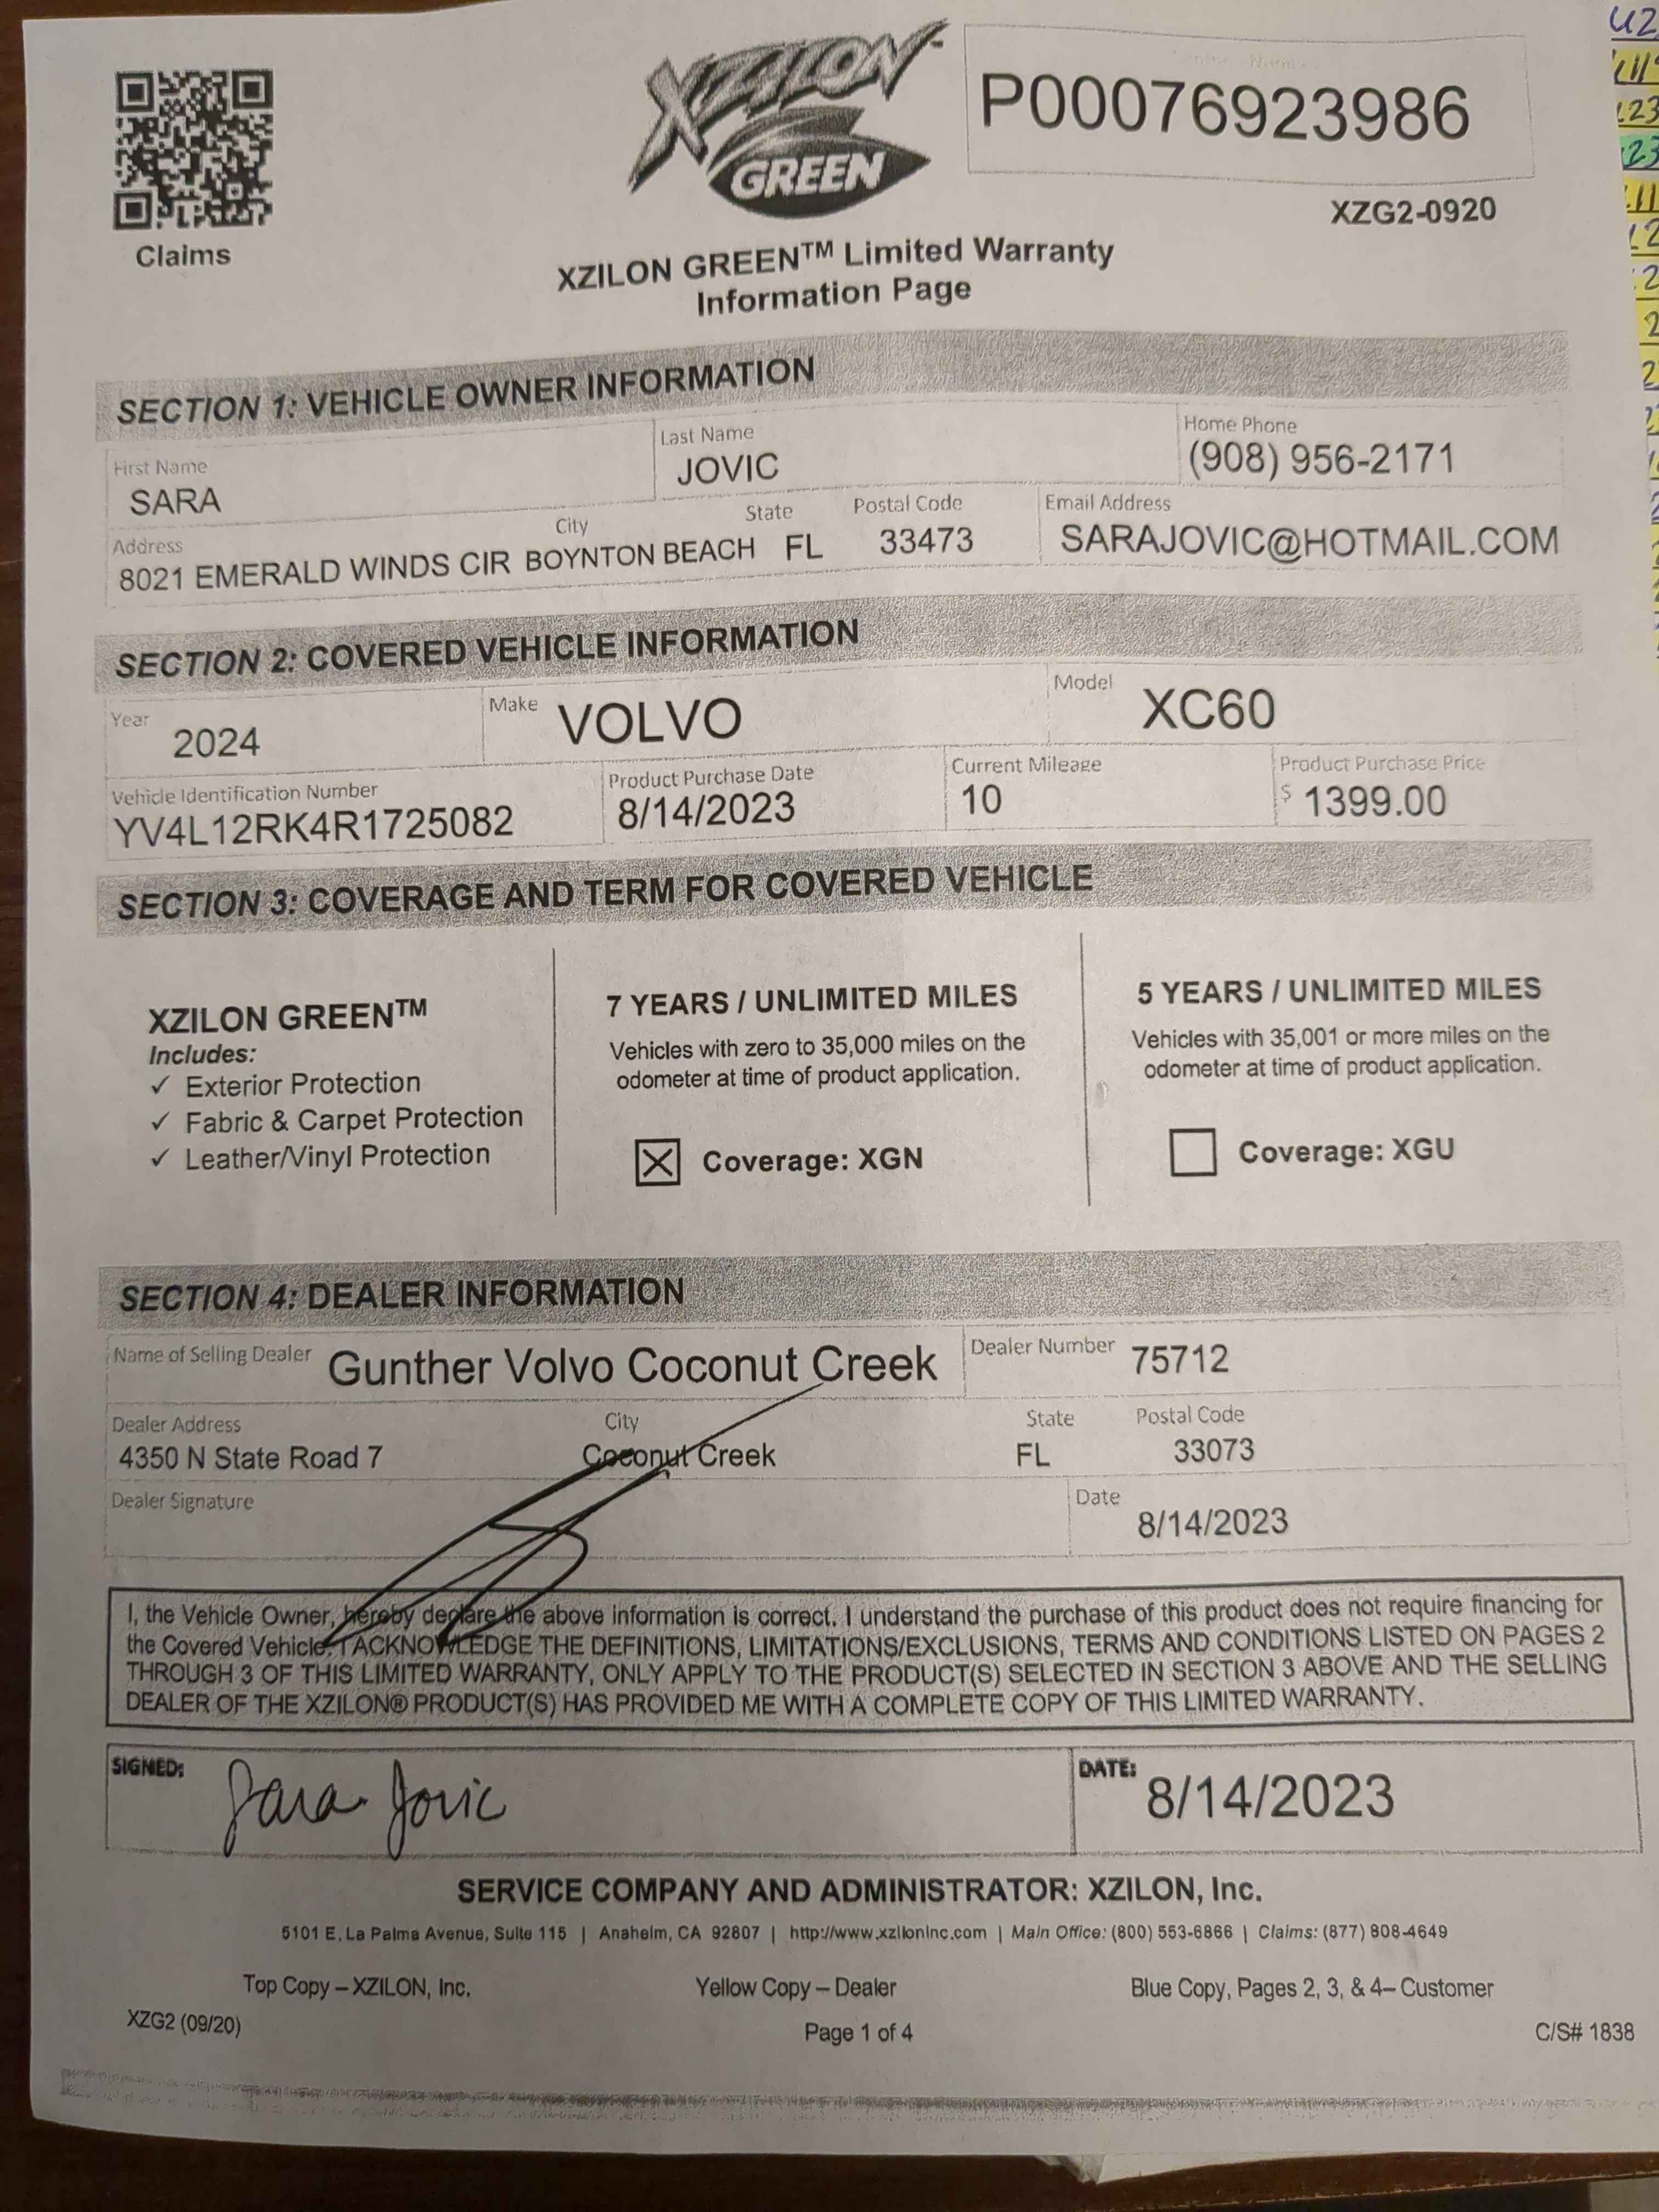 XZILON
GREEN
P00076923986
XZG2-0920
Claims
XZILON GREEN™ Limited Warranty
Information Page
SECTION 1: VEHICLE OWNER INFORMATION
First Name
Last Name
Home Phone
SARA
JOVIC
(908) 956-2171
Address
City
State
Postal Code
Email Address
8021 EMERALD WINDS CIR BOYNTON BEACH FL 33473 SARAJOVIC@HOTMAIL.COM
SECTION 2: COVERED VEHICLE INFORMATION
Year 2024
Make VOLVO
Model XC60
Vehicle Identification Number
Product Purchase Date
Current Mileage
Product Purchase Price
YV4L12RK4R1725082
8/14/2023
10
$ 1399.00
SECTION 3: COVERAGE AND TERM FOR COVERED VEHICLE
XZILON GREEN™
Includes:
✓ Exterior Protection
✓ Fabric & Carpet Protection
✓ Leather/Vinyl Protection
7 YEARS / UNLIMITED MILES
Vehicles with zero to 35,000 miles on the
odometer at time of product application.
☒ Coverage: XGN
5 YEARS / UNLIMITED MILES
Vehicles with 35,001 or more miles on the
odometer at time of product application.
☐ Coverage: XGU
SECTION 4: DEALER INFORMATION
Name of Selling Dealer Gunther Volvo Coconut Creek
Dealer Number 75712
Dealer Address
City
State
Postal Code
4350 N State Road 7
Coconut Creek
FL
33073
Dealer Signature
Date
8/14/2023
I, the Vehicle Owner, hereby declare the above information is correct. I understand the purchase of this product does not require financing for
the Covered Vehicle. I ACKNOWLEDGE THE DEFINITIONS, LIMITATIONS/EXCLUSIONS, TERMS AND CONDITIONS LISTED ON PAGES 2
THROUGH 3 OF THIS LIMITED WARRANTY, ONLY APPLY TO THE PRODUCT(S) SELECTED IN SECTION 3 ABOVE AND THE SELLING
DEALER OF THE XZILON® PRODUCT(S) HAS PROVIDED ME WITH A COMPLETE COPY OF THIS LIMITED WARRANTY.
SIGNED: Sara Jovic
DATE: 8/14/2023
SERVICE COMPANY AND ADMINISTRATOR: XZILON, Inc.
5101 E. La Palma Avenue, Suite 115 | Anaheim, CA 92807 | http://www.xziloninc.com | Main Office: (800) 553-6866 | Claims: (877) 808-4649
Top Copy – XZILON, Inc.
Yellow Copy – Dealer
Blue Copy, Pages 2, 3, & 4– Customer
XZG2 (09/20)
Page 1 of 4
C/S# 1838